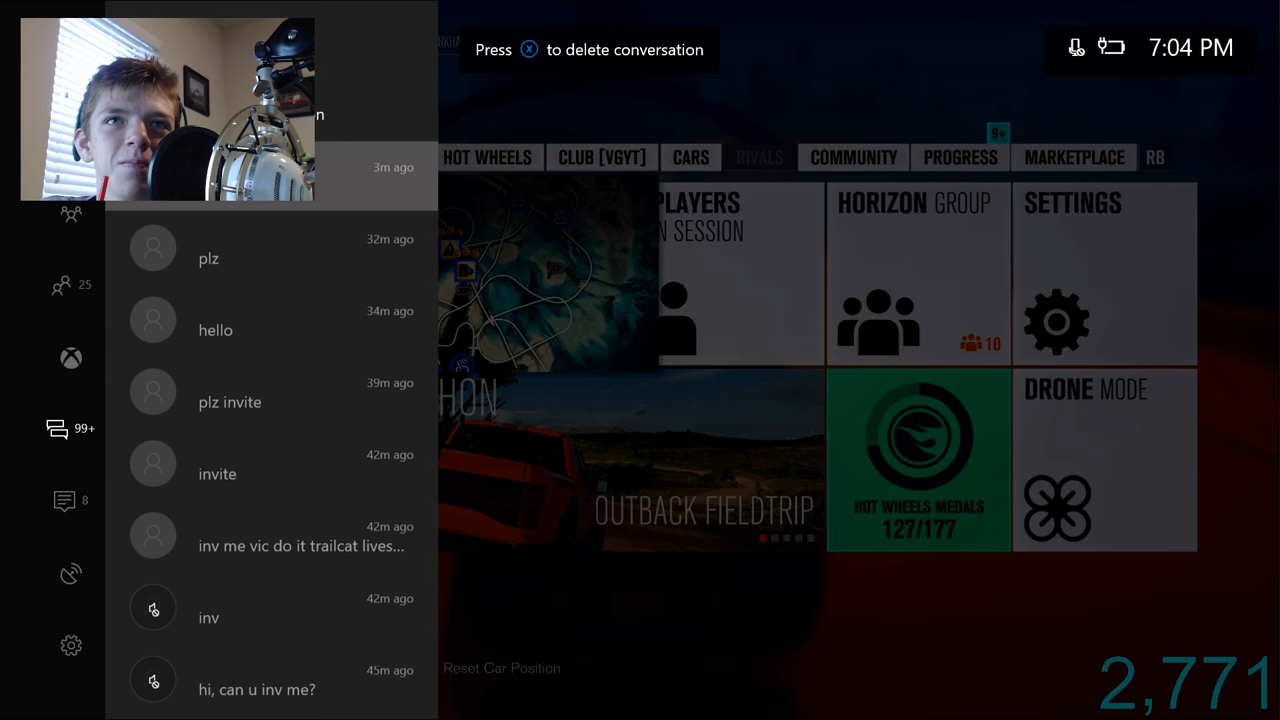 Press X to delete conversation
7:04 PM
n
3m ago
25
99+
8
32m ago
plz
34m ago
hello
39m ago
plz invite
42m ago
invite
42m ago
inv me vic do it trailcat lives...
42m ago
inv
45m ago
hi, can u inv me?
9+
HOT WHEELS
CLUB [VGYT]
CARS
RIVALS
COMMUNITY
PROGRESS
MARKETPLACE
RB
PLAYERS
N SESSION
HORIZON GROUP
10
SETTINGS
HON
OUTBACK FIELDTRIP
HOT WHEELS MEDALS
127/177
DRONE MODE
Reset Car Position
2,771